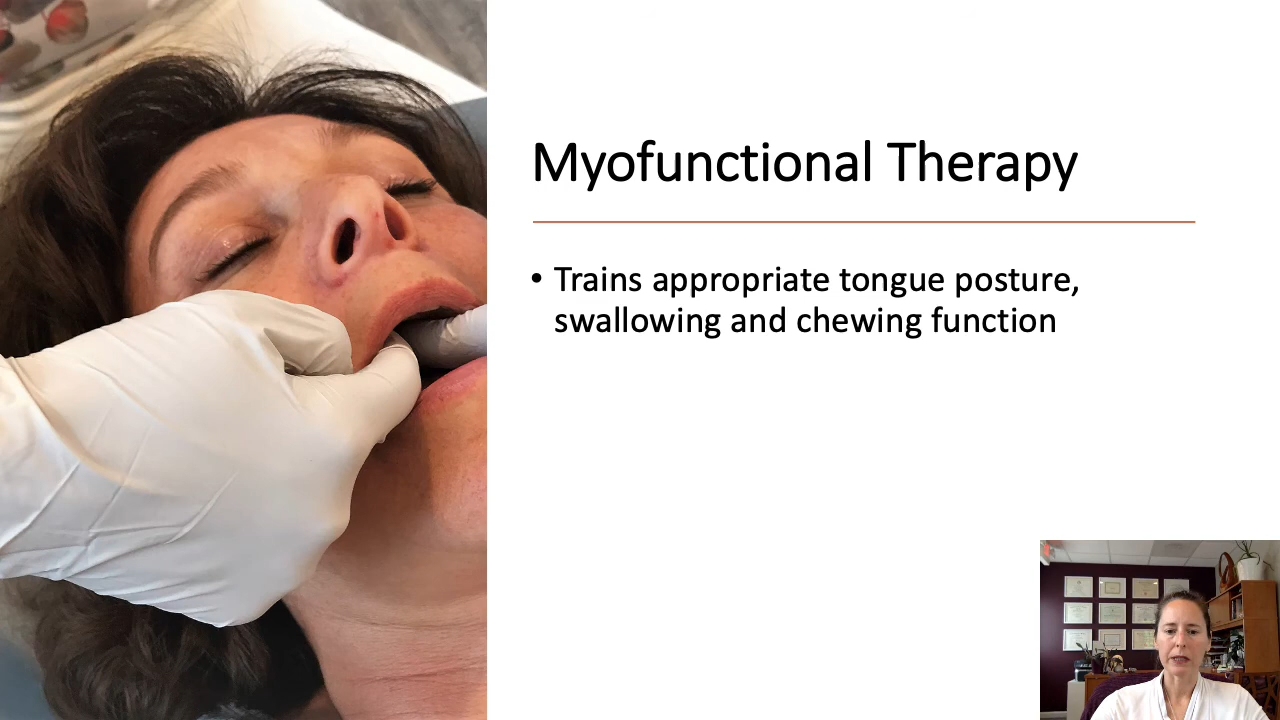 Myofunctional Therapy
• Trains appropriate tongue posture,
swallowing and chewing function